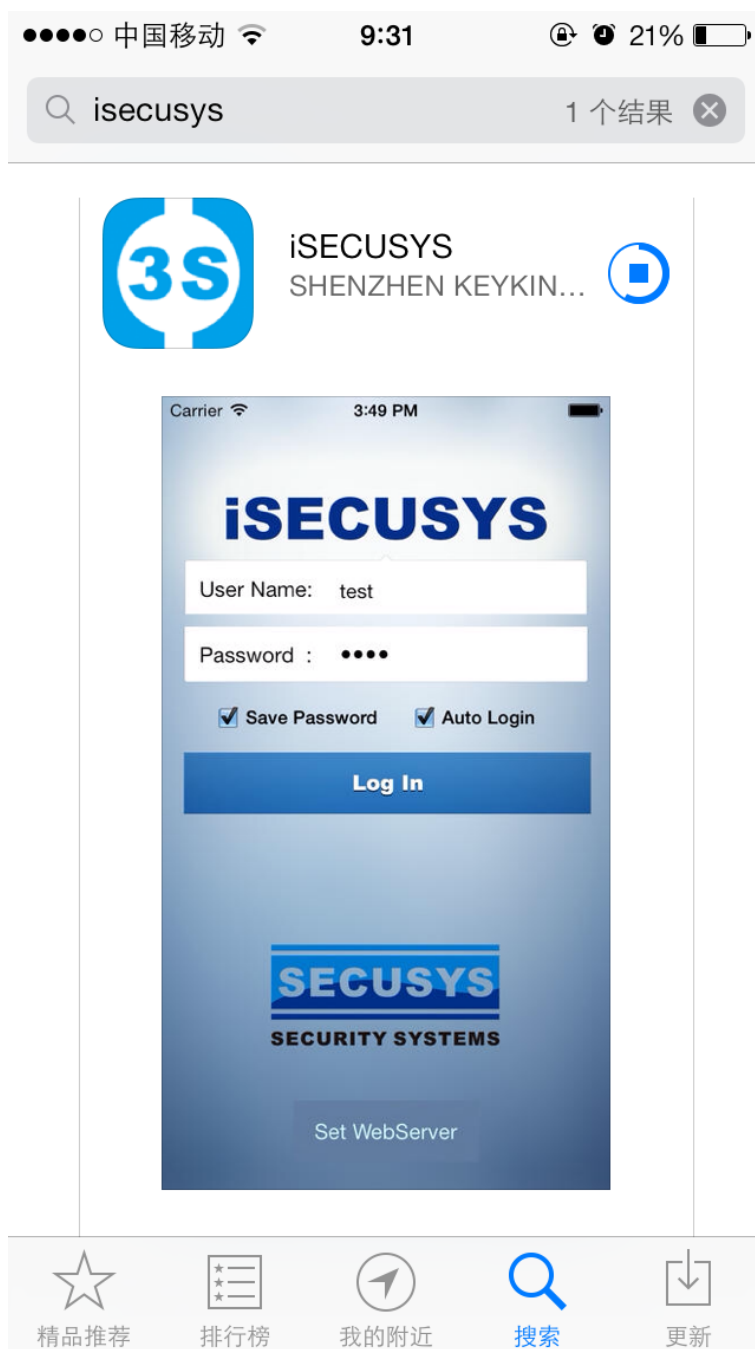 中国移动 9:31 21%
isecusys 1 个结果
3S
iSECUSYS
SHENZHEN KEYKIN...
Carrier 3:49 PM
iSECUSYS
User Name: test
Password : ••••
Save Password Auto Login
Log In
SECUSYS
SECURITY SYSTEMS
Set WebServer
精品推荐 排行榜 我的附近 搜索 更新